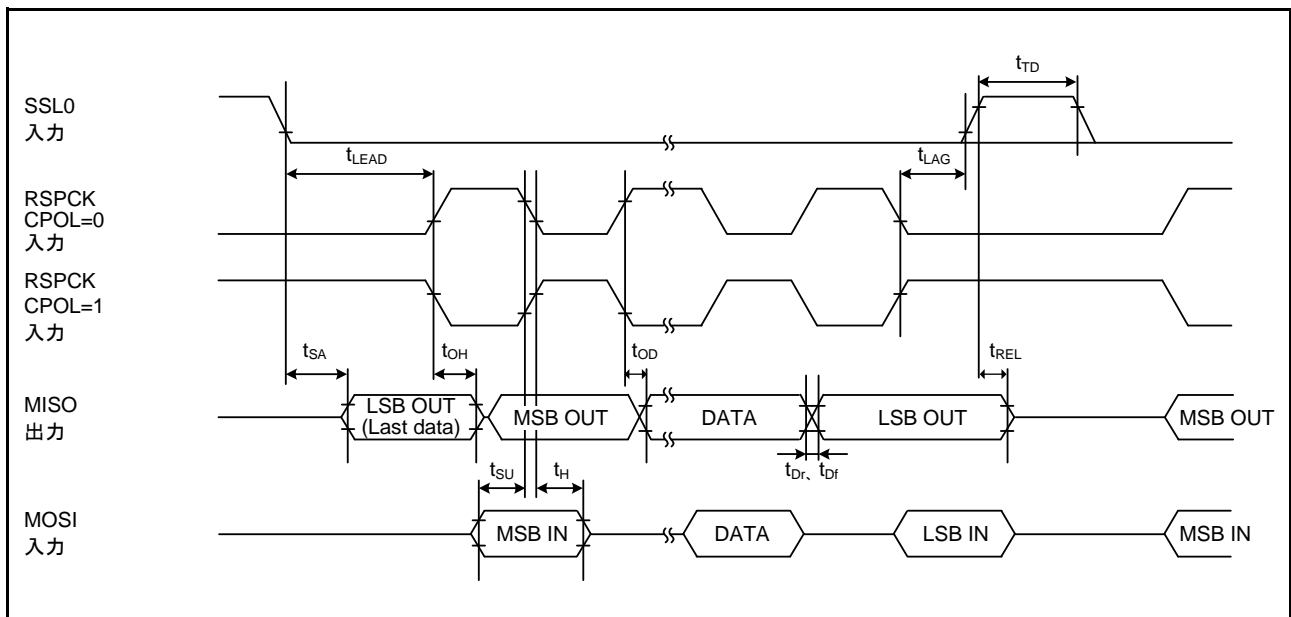 tTD
SSL0
入力
tLEAD
tLAG
RSPCK
CPOL=0
入力
RSPCK
CPOL=1
入力
tSA
tOH
tOD
tREL
MISO
出力
LSB OUT
(Last data)
MSB OUT
DATA
LSB OUT
MSB OUT
tSU
tH
tDr、tDf
MOSI
入力
MSB IN
DATA
LSB IN
MSB IN